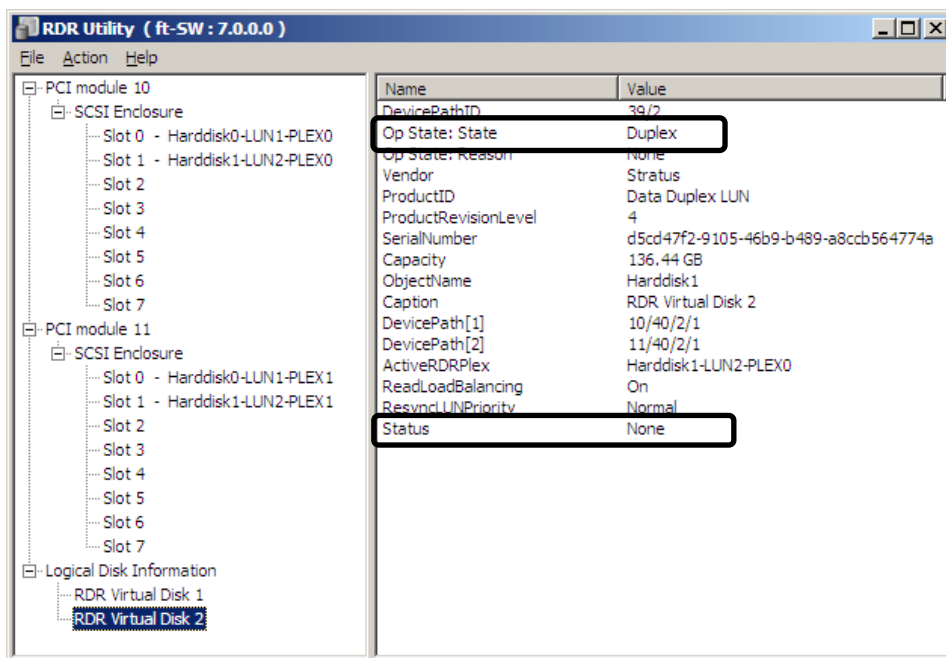 RDR Utility ( ft-SW : 7.0.0.0 )
File Action Help
PCI module 10
SCSI Enclosure
Slot 0 - Harddisk0-LUN1-PLEX0
Slot 1 - Harddisk1-LUN2-PLEX0
Slot 2
Slot 3
Slot 4
Slot 5
Slot 6
Slot 7
PCI module 11
SCSI Enclosure
Slot 0 - Harddisk0-LUN1-PLEX1
Slot 1 - Harddisk1-LUN2-PLEX1
Slot 2
Slot 3
Slot 4
Slot 5
Slot 6
Slot 7
Logical Disk Information
RDR Virtual Disk 1
RDR Virtual Disk 2
Name Value
DevicePathID 39/2
Op State: State Duplex
Op State: Reason None
Vendor Stratus
ProductID Data Duplex LUN
ProductRevisionLevel 4
SerialNumber d5cd47f2-9105-46b9-b489-a8ccb564774a
Capacity 136.44 GB
ObjectName Harddisk1
Caption RDR Virtual Disk 2
DevicePath[1] 10/40/2/1
DevicePath[2] 11/40/2/1
ActiveRDRPlex Harddisk1-LUN2-PLEX0
ReadLoadBalancing On
ResyncLUNPriority Normal
Status None